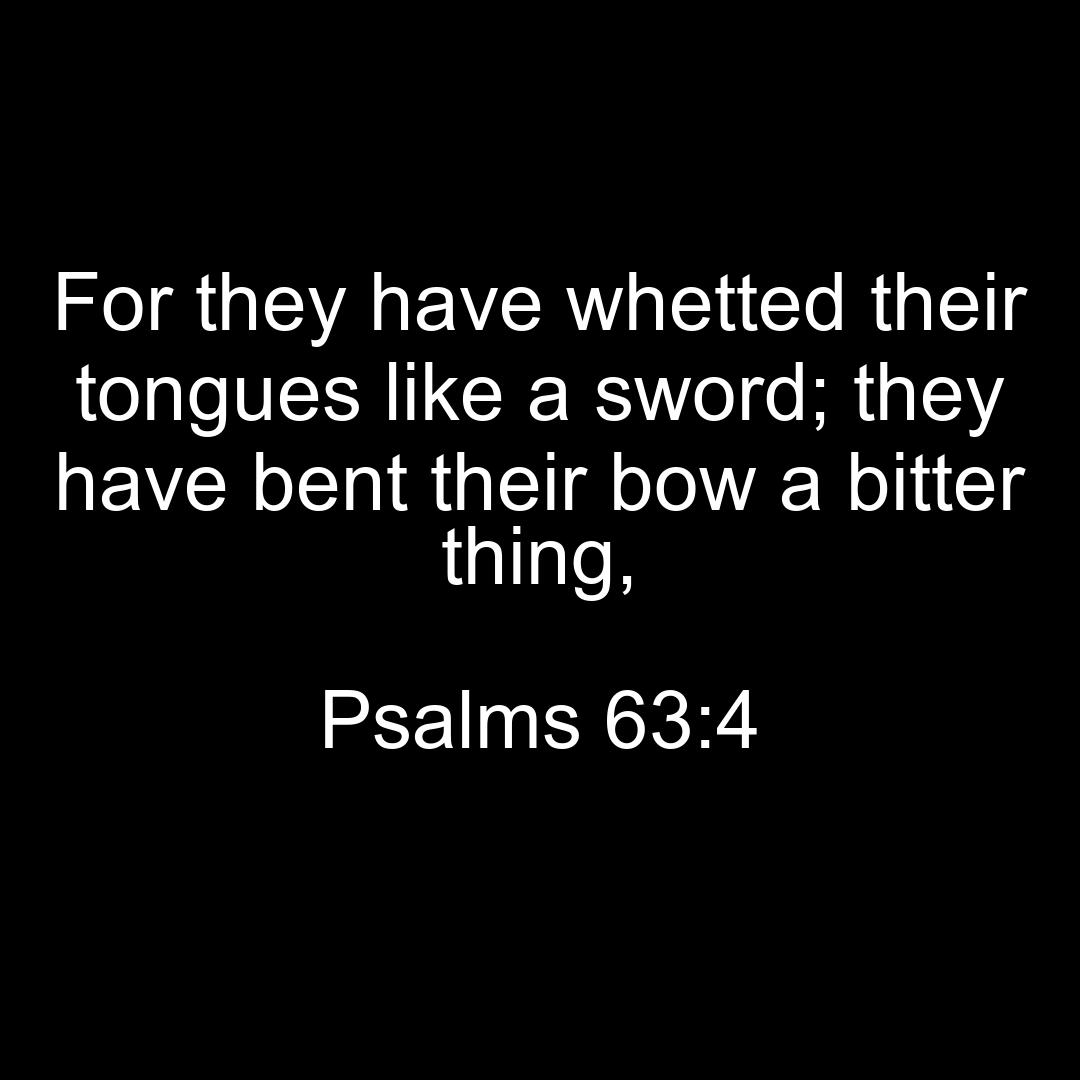 For they have whetted their
tongues like a sword; they
have bent their bow a bitter
thing,
Psalms 63:4